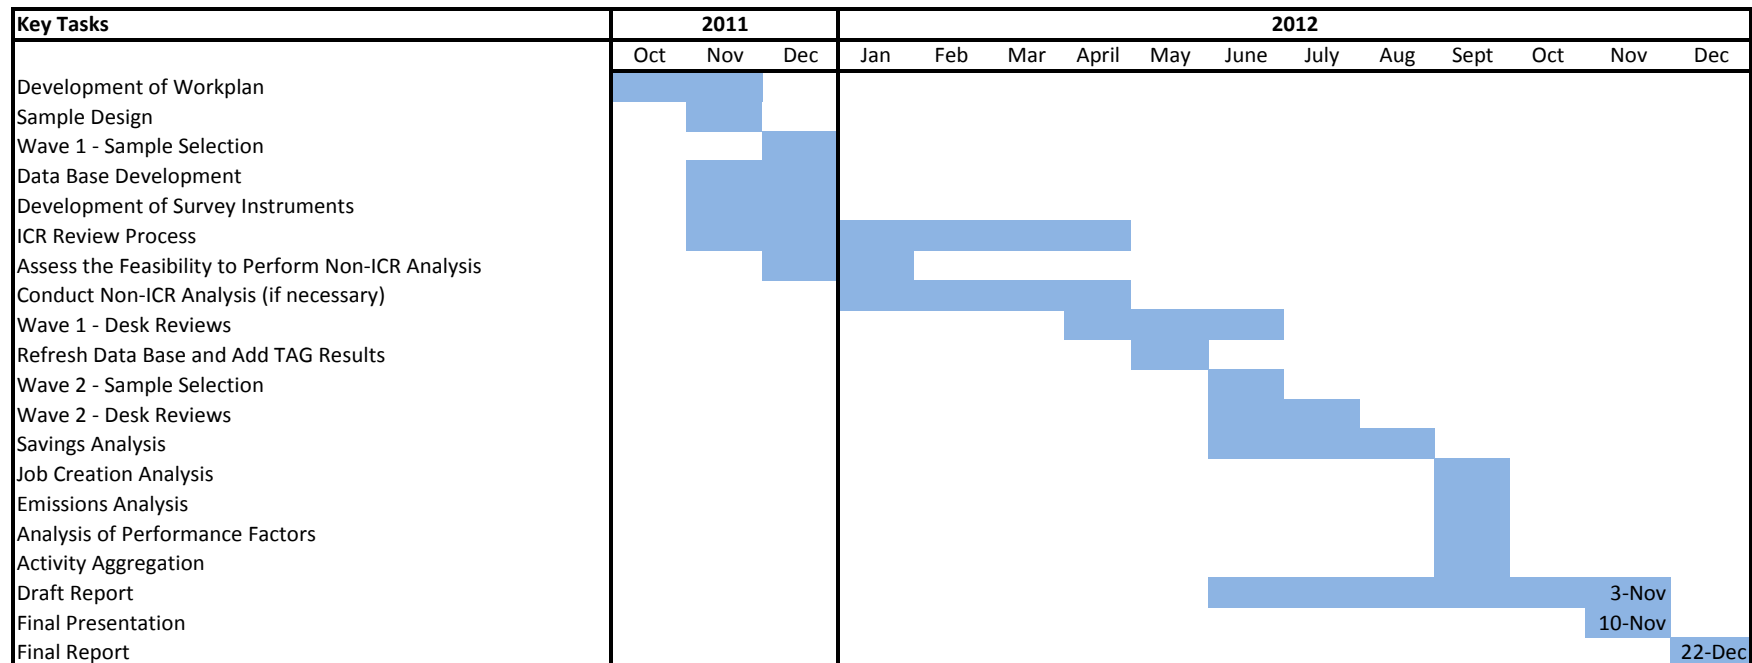 Key Tasks 2011 2012
Oct Nov Dec Jan Feb Mar April May June July Aug Sept Oct Nov Dec
Development of Workplan
Sample Design
Wave 1 - Sample Selection
Data Base Development
Development of Survey Instruments
ICR Review Process
Assess the Feasibility to Perform Non-ICR Analysis
Conduct Non-ICR Analysis (if necessary)
Wave 1 - Desk Reviews
Refresh Data Base and Add TAG Results
Wave 2 - Sample Selection
Wave 2 - Desk Reviews
Savings Analysis
Job Creation Analysis
Emissions Analysis
Analysis of Performance Factors
Activity Aggregation
Draft Report 3-Nov
Final Presentation 10-Nov
Final Report 22-Dec